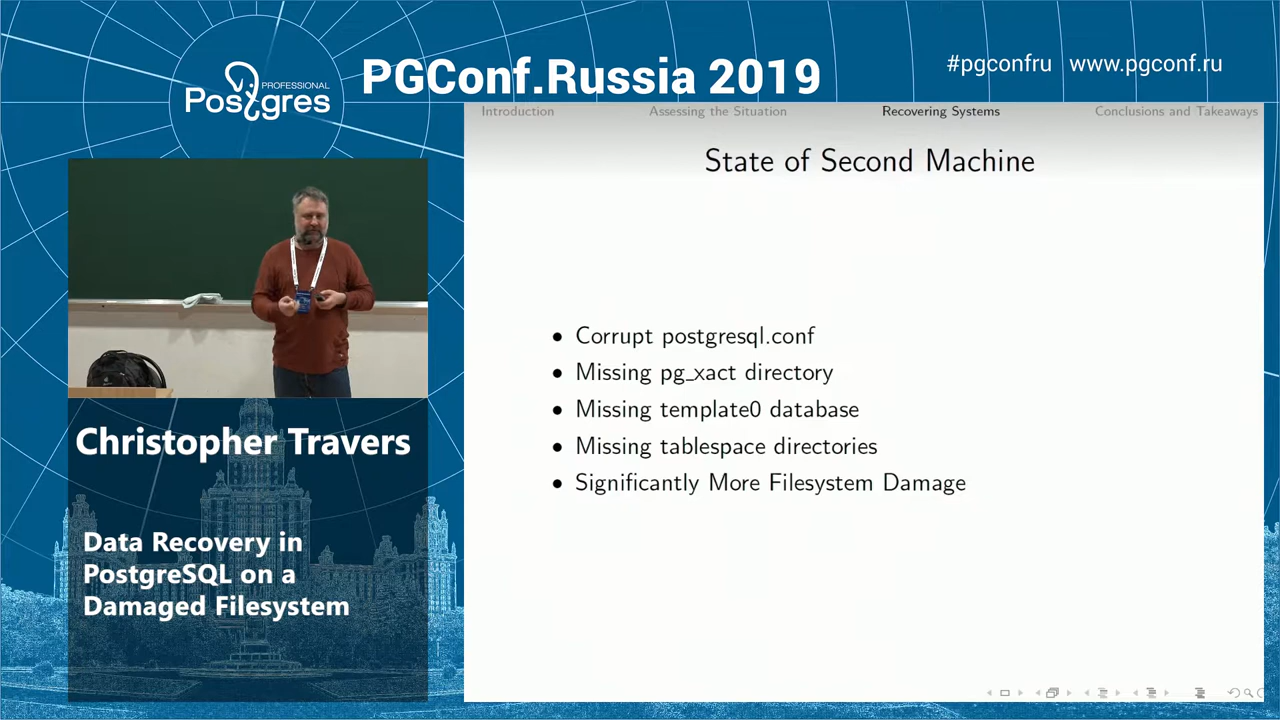 PROFESSIONAL
Postgres
PGConf.Russia 2019
#pgconfru www.pgconf.ru
Introduction
Assessing the Situation
Recovering Systems
Conclusions and Takeaways
State of Second Machine
• Corrupt postgresql.conf
• Missing pg_xact directory
• Missing template0 database
• Missing tablespace directories
• Significantly More Filesystem Damage
Christopher Travers
Data Recovery in
PostgreSQL on a
Damaged Filesystem